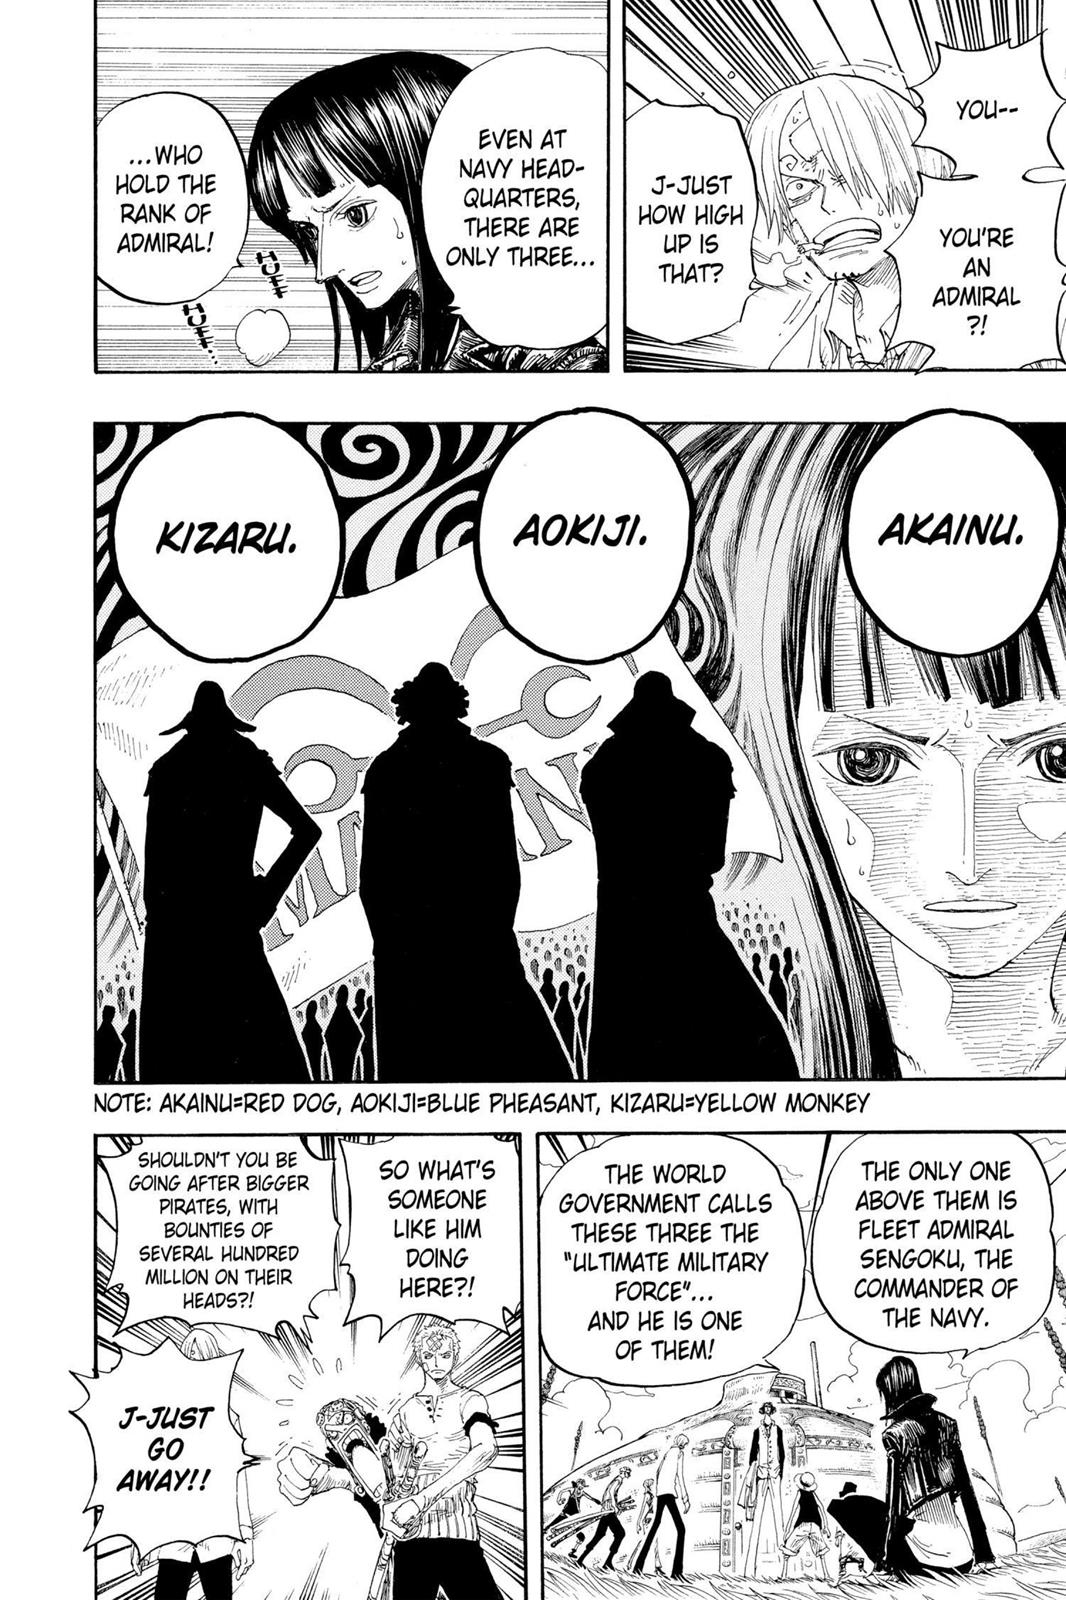 YOU--
YOU'RE
AN
ADMIRAL
?!
J-JUST
HOW HIGH
UP IS
THAT?
EVEN AT
NAVY HEAD-
QUARTERS,
THERE ARE
ONLY THREE...
...WHO
HOLD THE
RANK OF
ADMIRAL!
HUFF
HUFF...
AKAINU.
AOKIJI.
KIZARU.
NOTE: AKAINU=RED DOG, AOKIJI=BLUE PHEASANT, KIZARU=YELLOW MONKEY
THE ONLY ONE
ABOVE THEM IS
FLEET ADMIRAL
SENGOKU, THE
COMMANDER OF
THE NAVY.
THE WORLD
GOVERNMENT CALLS
THESE THREE THE
"ULTIMATE MILITARY
FORCE"...
AND HE IS ONE
OF THEM!
SO WHAT'S
SOMEONE
LIKE HIM
DOING
HERE?!
SHOULDN'T YOU BE
GOING AFTER BIGGER
PIRATES, WITH
BOUNTIES OF
SEVERAL HUNDRED
MILLION ON THEIR
HEADS?!
J-JUST
GO
AWAY!!